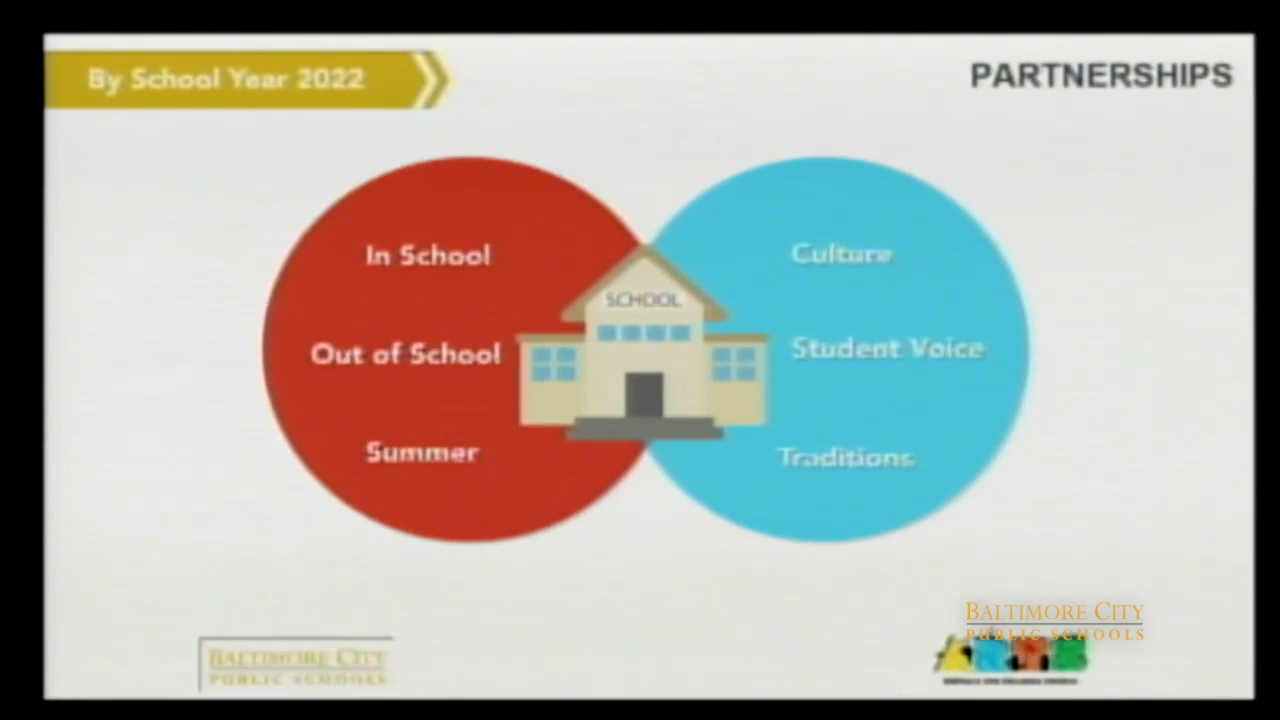 By School Year 2022
PARTNERSHIPS
In School
Culture
SCHOOL
Out of School
Student Voice
Summer
Traditions
BALTIMORE CITY
PUBLIC SCHOOLS
BALTIMORE CITY
PUBLIC SCHOOLS
ARTS